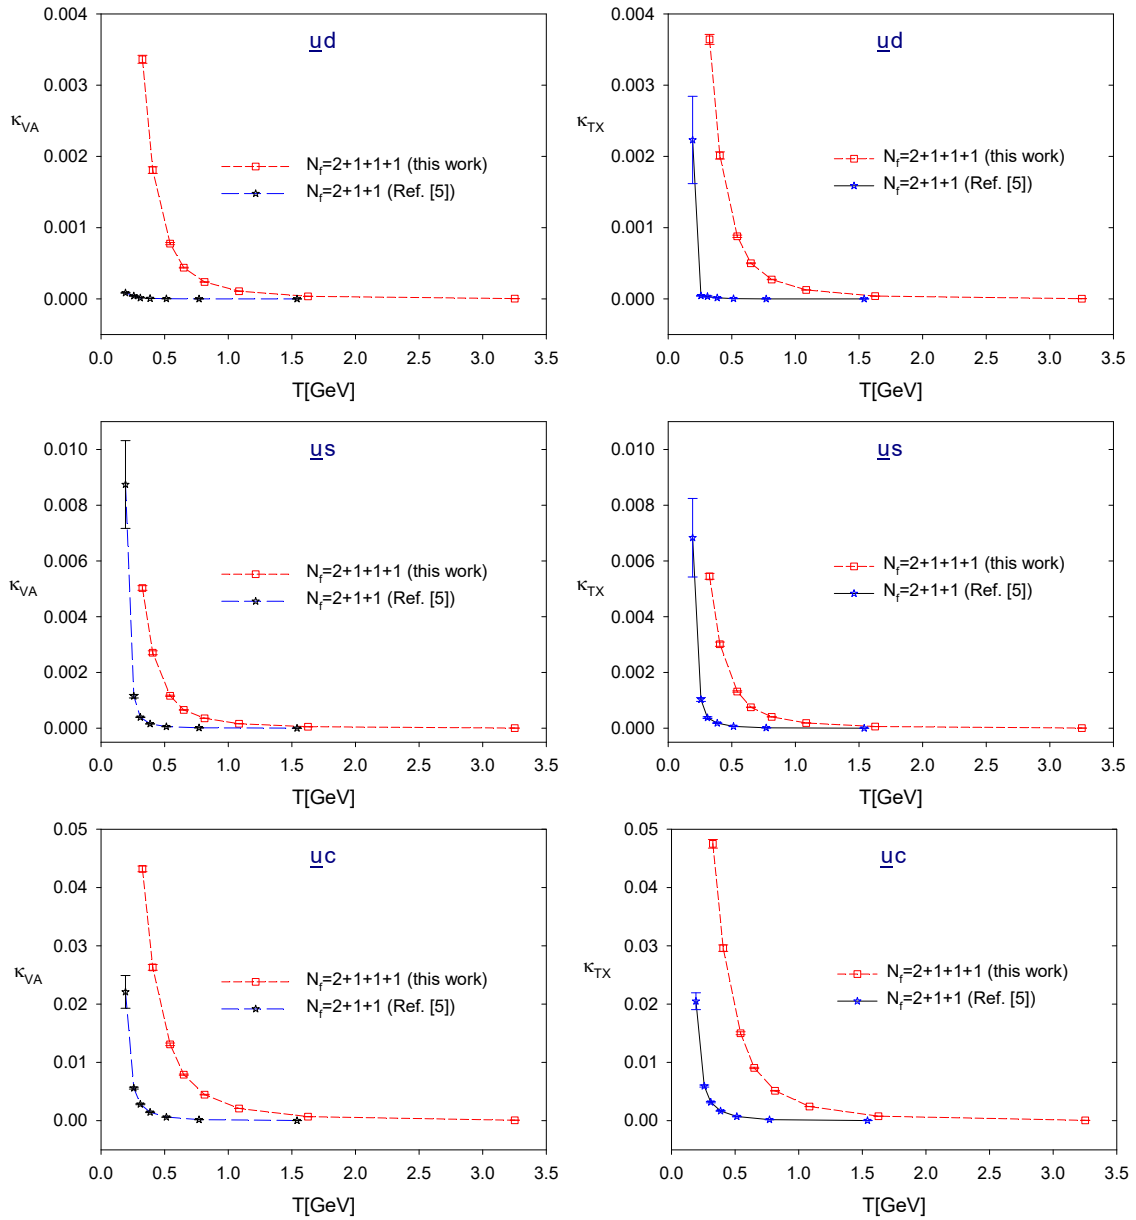 0.004
0.003
0.002
0.001
0.000
κVA
ud
Nf=2+1+1+1 (this work)
Nf=2+1+1 (Ref. [5])
0.0 0.5 1.0 1.5 2.0 2.5 3.0 3.5
T[GeV]
0.004
0.003
0.002
0.001
0.000
κTX
ud
Nf=2+1+1+1 (this work)
Nf=2+1+1 (Ref. [5])
0.0 0.5 1.0 1.5 2.0 2.5 3.0 3.5
T[GeV]
0.010
0.008
0.006
0.004
0.002
0.000
κVA
us
Nf=2+1+1+1 (this work)
Nf=2+1+1 (Ref. [5])
0.0 0.5 1.0 1.5 2.0 2.5 3.0 3.5
T[GeV]
0.010
0.008
0.006
0.004
0.002
0.000
κTX
us
Nf=2+1+1+1 (this work)
Nf=2+1+1 (Ref. [5])
0.0 0.5 1.0 1.5 2.0 2.5 3.0 3.5
T[GeV]
0.05
0.04
0.03
0.02
0.01
0.00
κVA
uc
Nf=2+1+1+1 (this work)
Nf=2+1+1 (Ref. [5])
0.0 0.5 1.0 1.5 2.0 2.5 3.0 3.5
T[GeV]
0.05
0.04
0.03
0.02
0.01
0.00
κTX
uc
Nf=2+1+1+1 (this work)
Nf=2+1+1 (Ref. [5])
0.0 0.5 1.0 1.5 2.0 2.5 3.0 3.5
T[GeV]